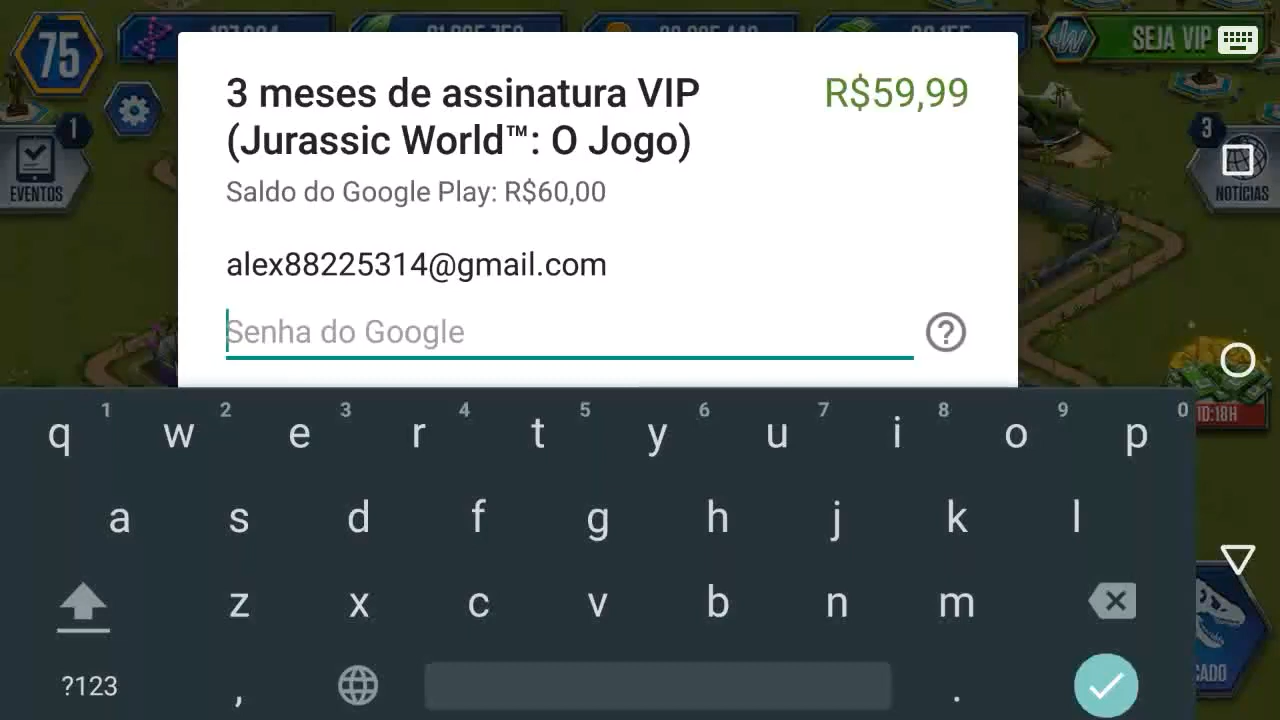 75
SEJA VIP
3 meses de assinatura VIP
R$59,99
(Jurassic World™: O Jogo)
Saldo do Google Play: R$60,00
1
EVENTOS
3
NOTÍCIAS
alex88225314@gmail.com
Senha do Google
1D:18H
1 2 3 4 5 6 7 8 9 0
q w e r t y u i o p
a s d f g h j k l
z x c v b n m
?123 , .